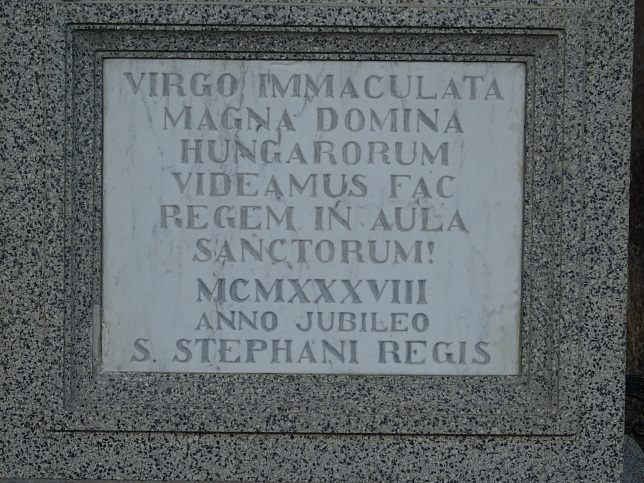 VIRGO IMMACULATA
MAGNA DOMINA
HUNGARORUM
VIDEAMUS FAC
REGEM IN AULA
SANCTORUM!
MCMXXXVIII
ANNO JUBILEO
S. STEPHANI REGIS